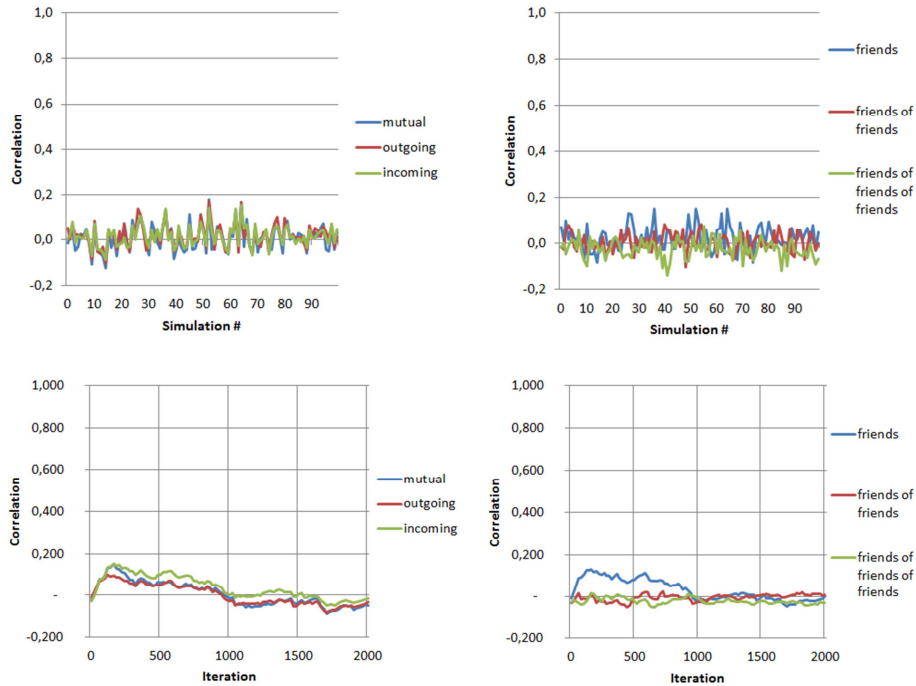 1,0
0,8
0,6
0,4
0,2
0,0
-0,2
Correlation
0 10 20 30 40 50 60 70 80 90
Simulation #
mutual
outgoing
incoming
1,0
0,8
0,6
0,4
0,2
0,0
-0,2
Correlation
0 10 20 30 40 50 60 70 80 90
Simulation #
friends
friends of
friends
friends of
friends of
friends
1,000
0,800
0,600
0,400
0,200
-
-0,200
Correlation
0 500 1000 1500 2000
Iteration
mutual
outgoing
incoming
1,000
0,800
0,600
0,400
0,200
-
-0,200
Correlation
0 500 1000 1500 2000
Iteration
friends
friends of
friends
friends of
friends of
friends